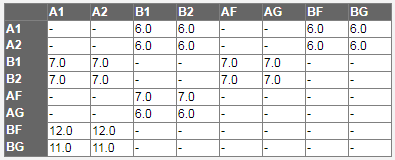 A1 A2 B1 B2 AF AG BF BG
A1 - - 6.0 6.0 - - 6.0 6.0
A2 - - 6.0 6.0 - - 6.0 6.0
B1 7.0 7.0 - - 7.0 7.0 - -
B2 7.0 7.0 - - 7.0 7.0 - -
AF - - 7.0 7.0 - - - -
AG - - 6.0 6.0 - - - -
BF 12.0 12.0 - - - - - -
BG 11.0 11.0 - - - - - -